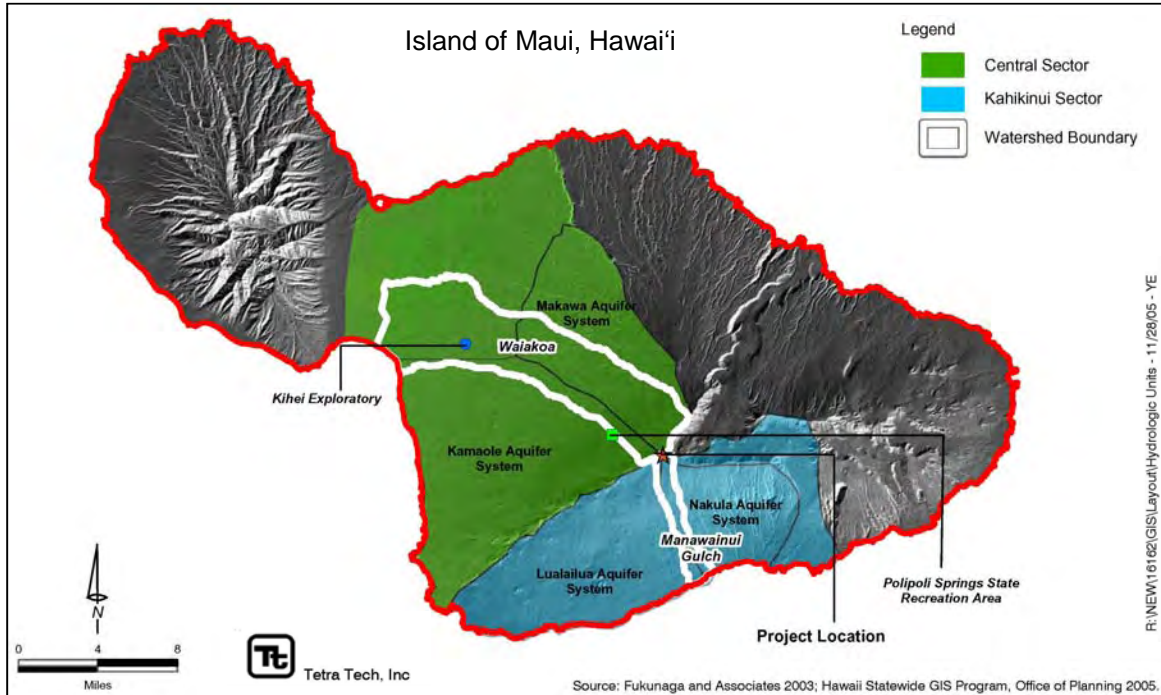 Island of Maui, Hawai‘i
Legend
Central Sector
Kahikinui Sector
Watershed Boundary
Makawa Aquifer
System
Waiakoa
Kihei Exploratory
Kamaole Aquifer
System
Nakula Aquifer
System
Manawainui
Gulch
Lualailua Aquifer
System
Polipoli Springs State
Recreation Area
Project Location
N
0 4 8
Miles
Tt
Tetra Tech, Inc
Source: Fukunaga and Associates 2003; Hawaii Statewide GIS Program, Office of Planning 2005.
R:\NEW\16162\GIS\Layout\Hydrologic Units - 11/28/05 - YE